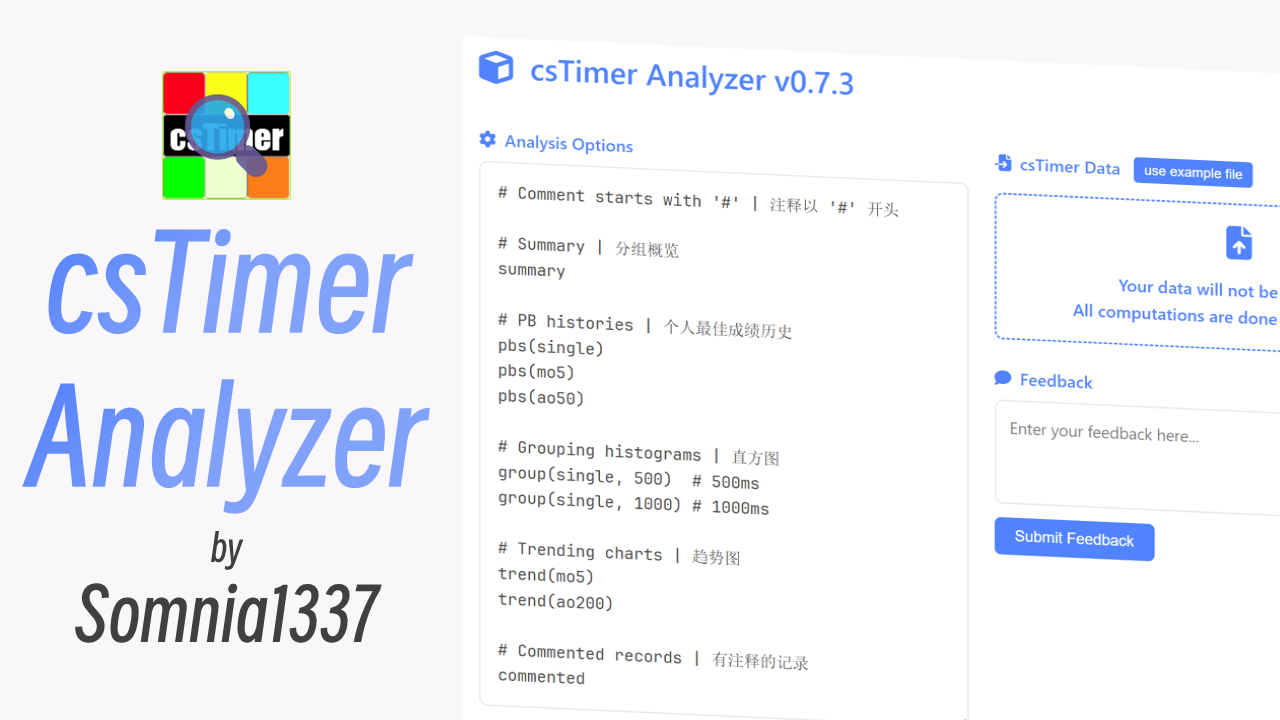 csTimer
csTimer
Analyzer
by
Somnia1337
csTimer Analyzer v0.7.3
Analysis Options
# Comment starts with '#' | 注释以 '#' 开头
# Summary | 分组概览
summary
# PB histories | 个人最佳成绩历史
pbs(single)
pbs(mo5)
pbs(ao50)
# Grouping histograms | 直方图
group(single, 500)  # 500ms
group(single, 1000) # 1000ms
# Trending charts | 趋势图
trend(mo5)
trend(ao200)
# Commented records | 有注释的记录
commented
csTimer Data
use example file
Your data will not be
All computations are done
Feedback
Enter your feedback here...
Submit Feedback